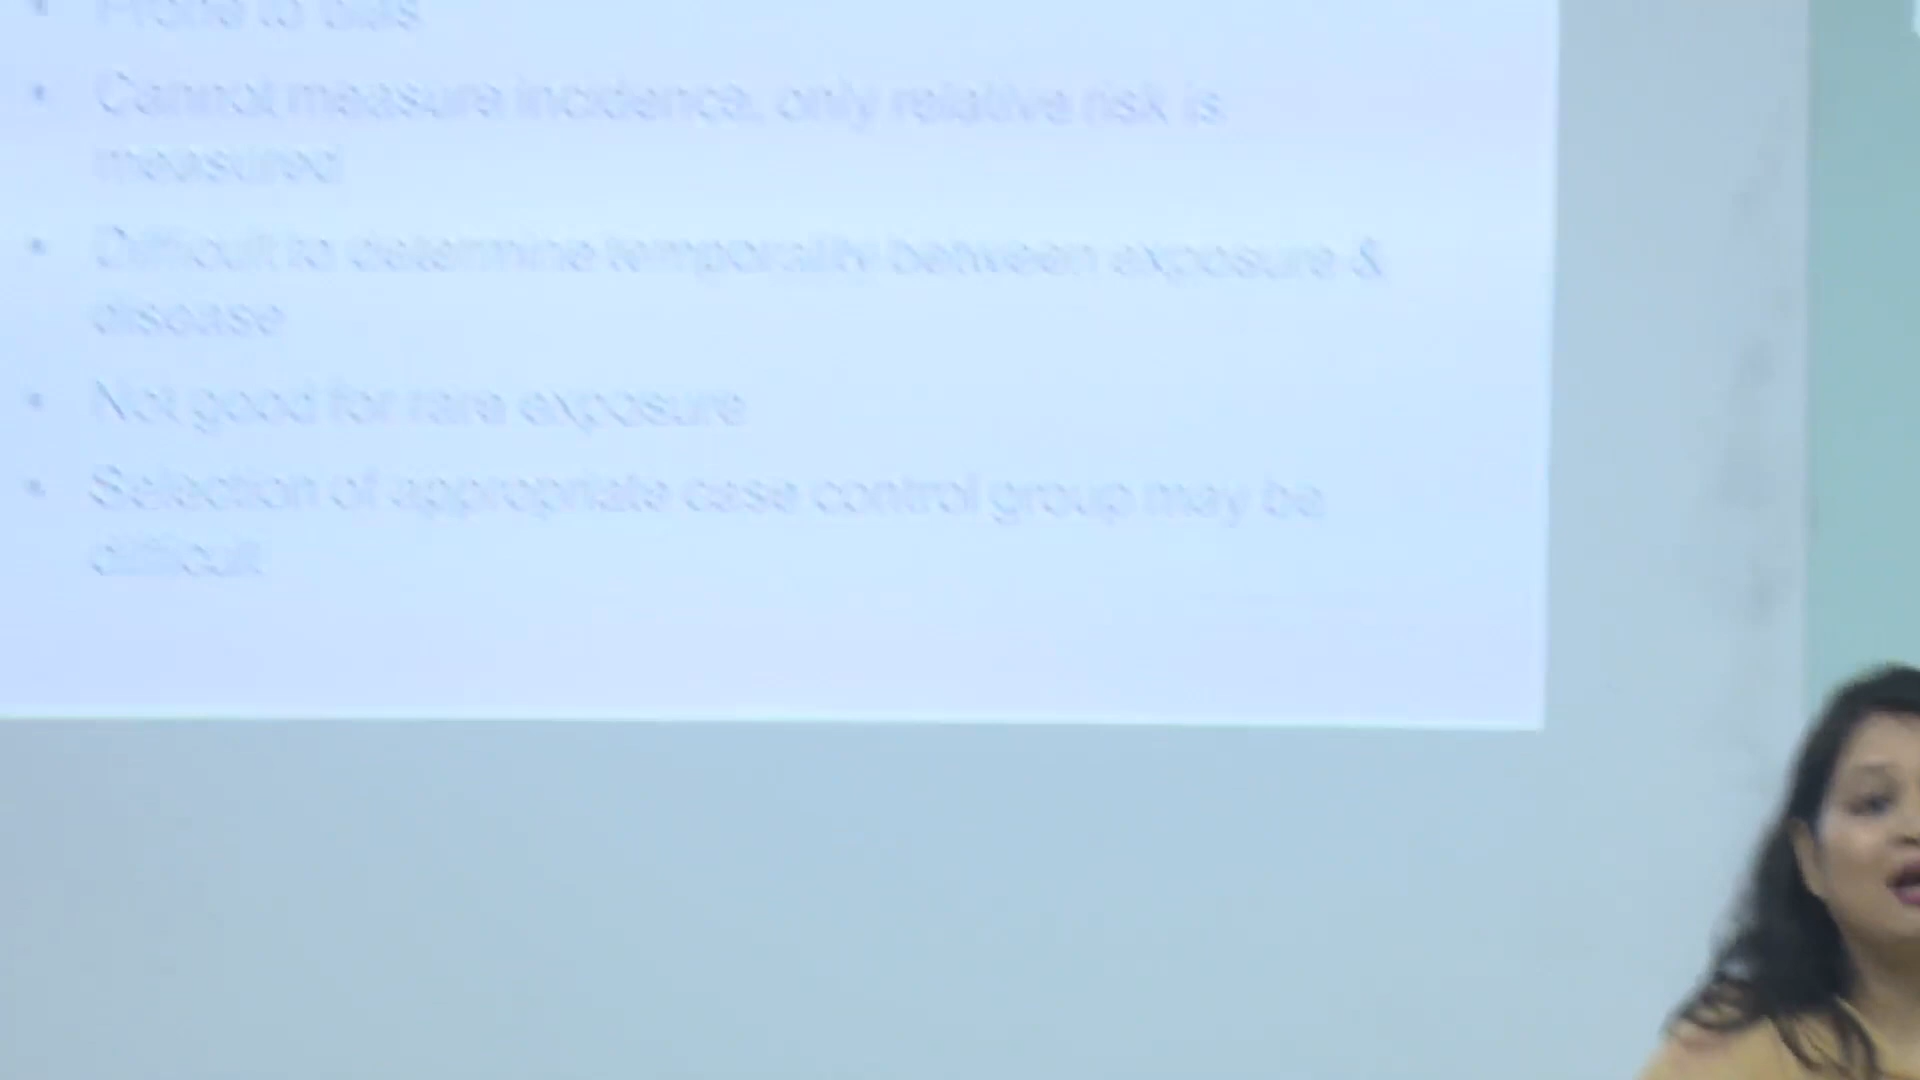 • Prone to bias
• Cannot measure incidence, only relative risk is
measured
• Difficult to determine temporality between exposure &
disease
• Not good for rare exposure
• Selection of appropriate case control group may be
difficult